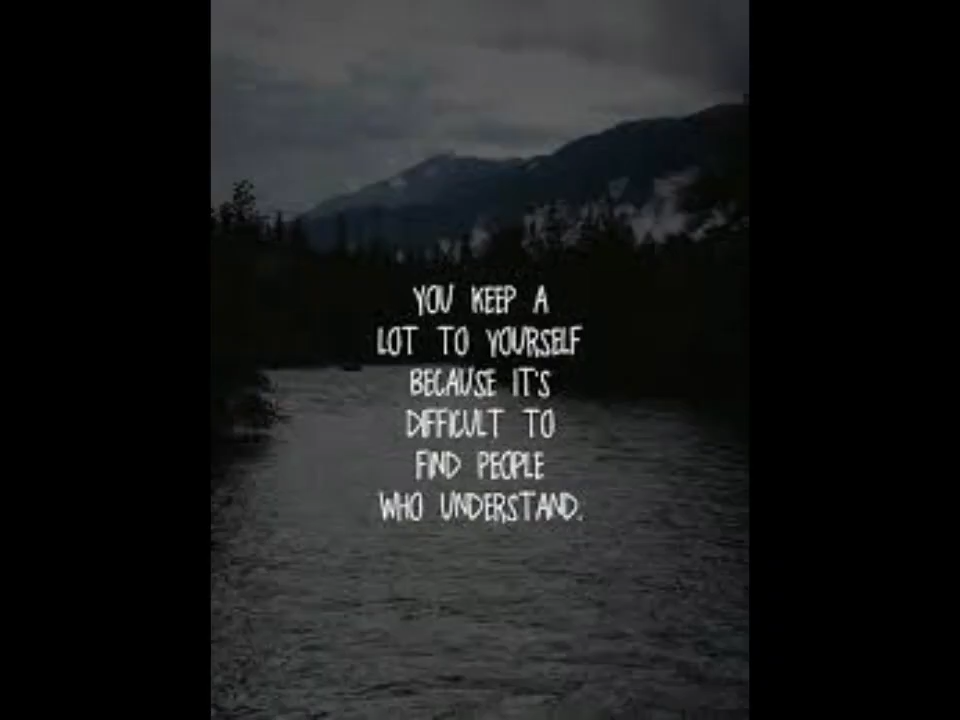 YOU KEEP A
LOT TO YOURSELF
BECAUSE IT'S
DIFFICULT TO
FIND PEOPLE
WHO UNDERSTAND.